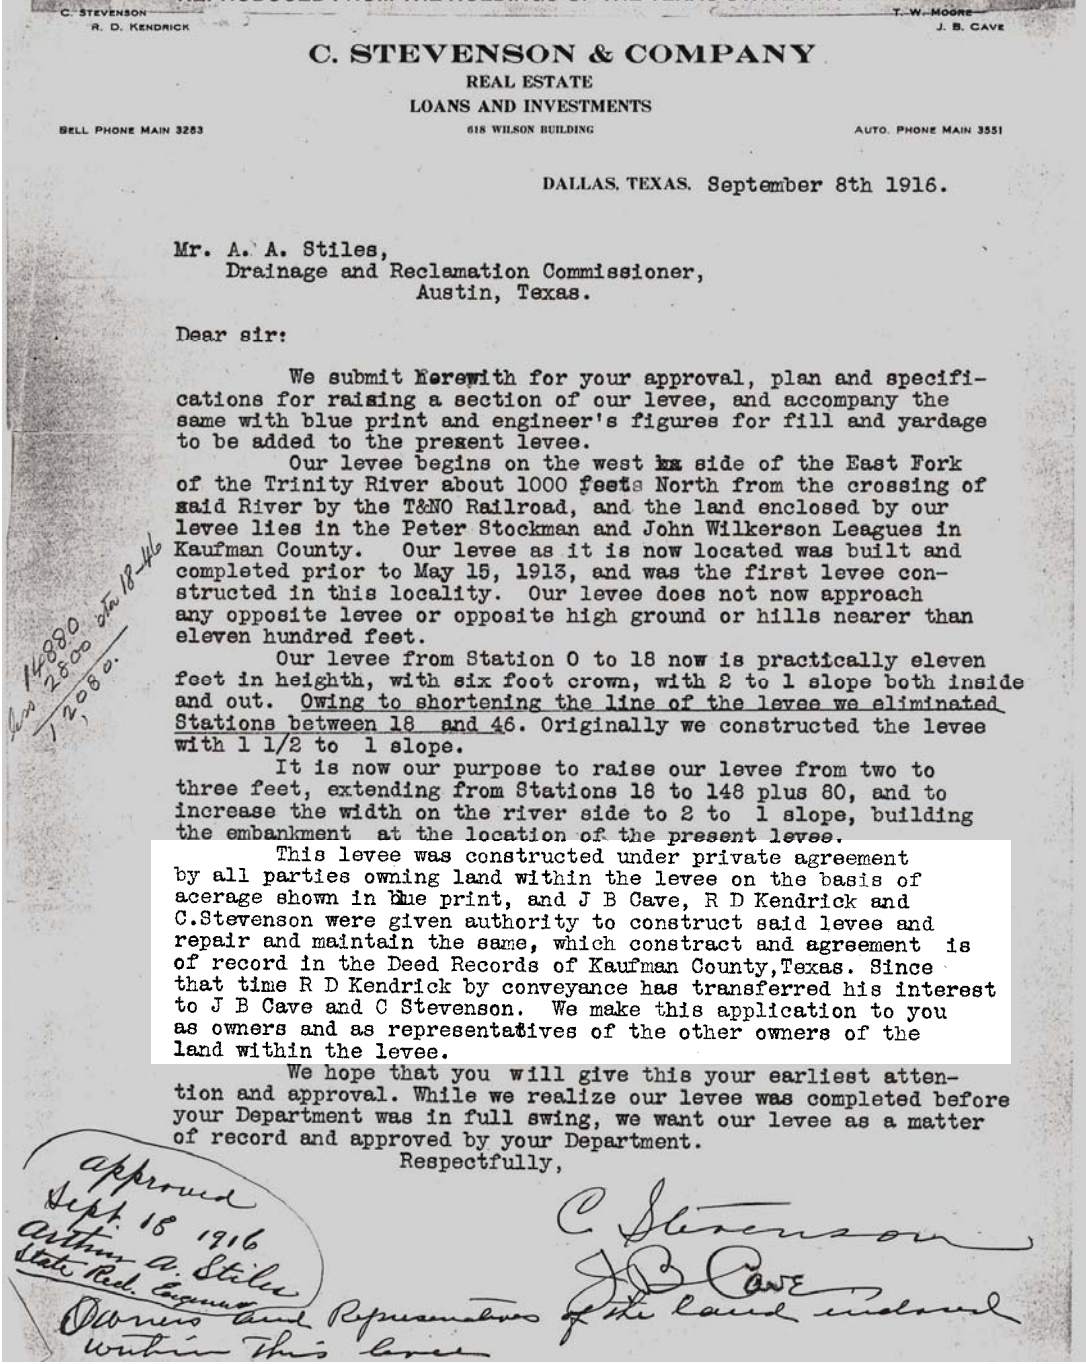 C. STEVENSON
R. D. KENDRICK
T. W. MOORE
J. B. CAVE
C. STEVENSON & COMPANY
REAL ESTATE
LOANS AND INVESTMENTS
618 WILSON BUILDING
BELL PHONE MAIN 3283
AUTO. PHONE MAIN 3551
DALLAS, TEXAS. September 8th 1916.
Mr. A. A. Stiles,
Drainage and Reclamation Commissioner,
Austin, Texas.
Dear sir:
We submit herewith for your approval, plan and specifi-
cations for raising a section of our levee, and accompany the
same with blue print and engineer's figures for fill and yardage
to be added to the present levee.
Our levee begins on the west side of the East Fork
of the Trinity River about 1000 feets North from the crossing of
said River by the T&NO Railroad, and the land enclosed by our
levee lies in the Peter Stockman and John Wilkerson Leagues in
Kaufman County. Our levee as it is now located was built and
completed prior to May 15, 1913, and was the first levee con-
structed in this locality. Our levee does not now approach
any opposite levee or opposite high ground or hills nearer than
eleven hundred feet.
Our levee from Station 0 to 18 now is practically eleven
feet in heighth, with six foot crown, with 2 to 1 slope both inside
and out. Owing to shortening the line of the levee we eliminated
Stations between 18 and 46. Originally we constructed the levee
with 1 1/2 to 1 slope.
It is now our purpose to raise our levee from two to
three feet, extending from Stations 18 to 148 plus 80, and to
increase the width on the river side to 2 to 1 slope, building
the embankment at the location of the present levee.
This levee was constructed under private agreement
by all parties owning land within the levee on the basis of
acerage shown in blue print, and J B Cave, R D Kendrick and
C.Stevenson were given authority to construct said levee and
repair and maintain the same, which constract and agreement is
of record in the Deed Records of Kaufman County,Texas. Since
that time R D Kendrick by conveyance has transferred his interest
to J B Cave and C Stevenson. We make this application to you
as owners and as representatives of the other owners of the
land within the levee.
We hope that you will give this your earliest atten-
tion and approval. While we realize our levee was completed before
your Department was in full swing, we want our levee as a matter
of record and approved by your Department.
Respectfully,
C Stevenson
J B Cave
Owners and Representatives of the land inclosed
within this levee
14880
less 2800 sta 18-46
12080.
approved
Sept. 18 1916
Arthur A. Stiles
State Recl. Engineer